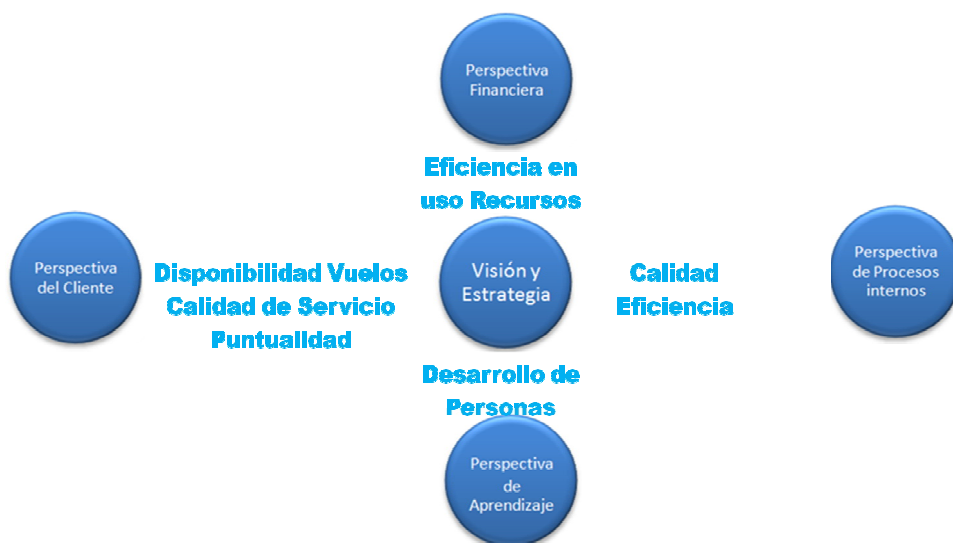 Perspectiva
Financiera
Eficiencia en
uso Recursos
Perspectiva
del Cliente
Disponibilidad Vuelos
Calidad de Servicio
Puntualidad
Visión y
Estrategia
Calidad
Eficiencia
Perspectiva
de Procesos
internos
Desarrollo de
Personas
Perspectiva
de
Aprendizaje